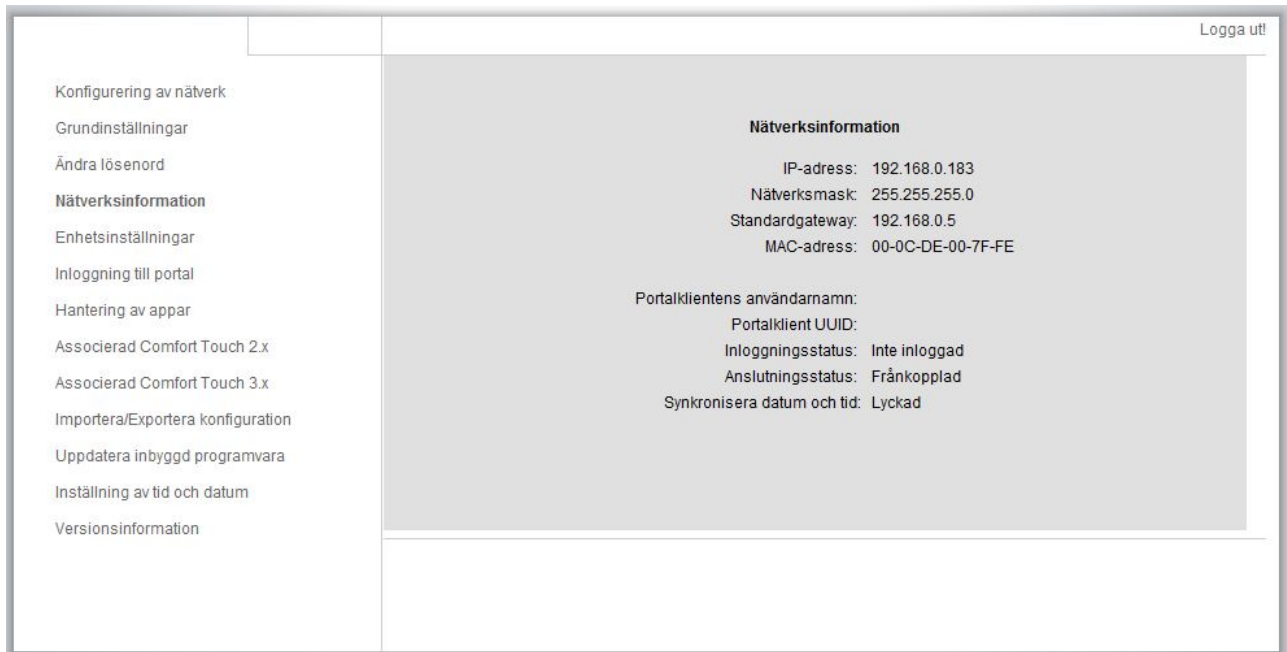 Logga ut!
Konfigurering av nätverk
Grundinställningar
Ändra lösenord
Nätverksinformation
Enhetsinställningar
Inloggning till portal
Hantering av appar
Associerad Comfort Touch 2.x
Associerad Comfort Touch 3.x
Importera/Exportera konfiguration
Uppdatera inbyggd programvara
Inställning av tid och datum
Versionsinformation
Nätverksinformation
IP-adress: 192.168.0.183
Nätverksmask: 255.255.255.0
Standardgateway: 192.168.0.5
MAC-adress: 00-0C-DE-00-7F-FE
Portalklientens användarnamn:
Portalklient UUID:
Inloggningsstatus: Inte inloggad
Anslutningsstatus: Frånkopplad
Synkronisera datum och tid: Lyckad